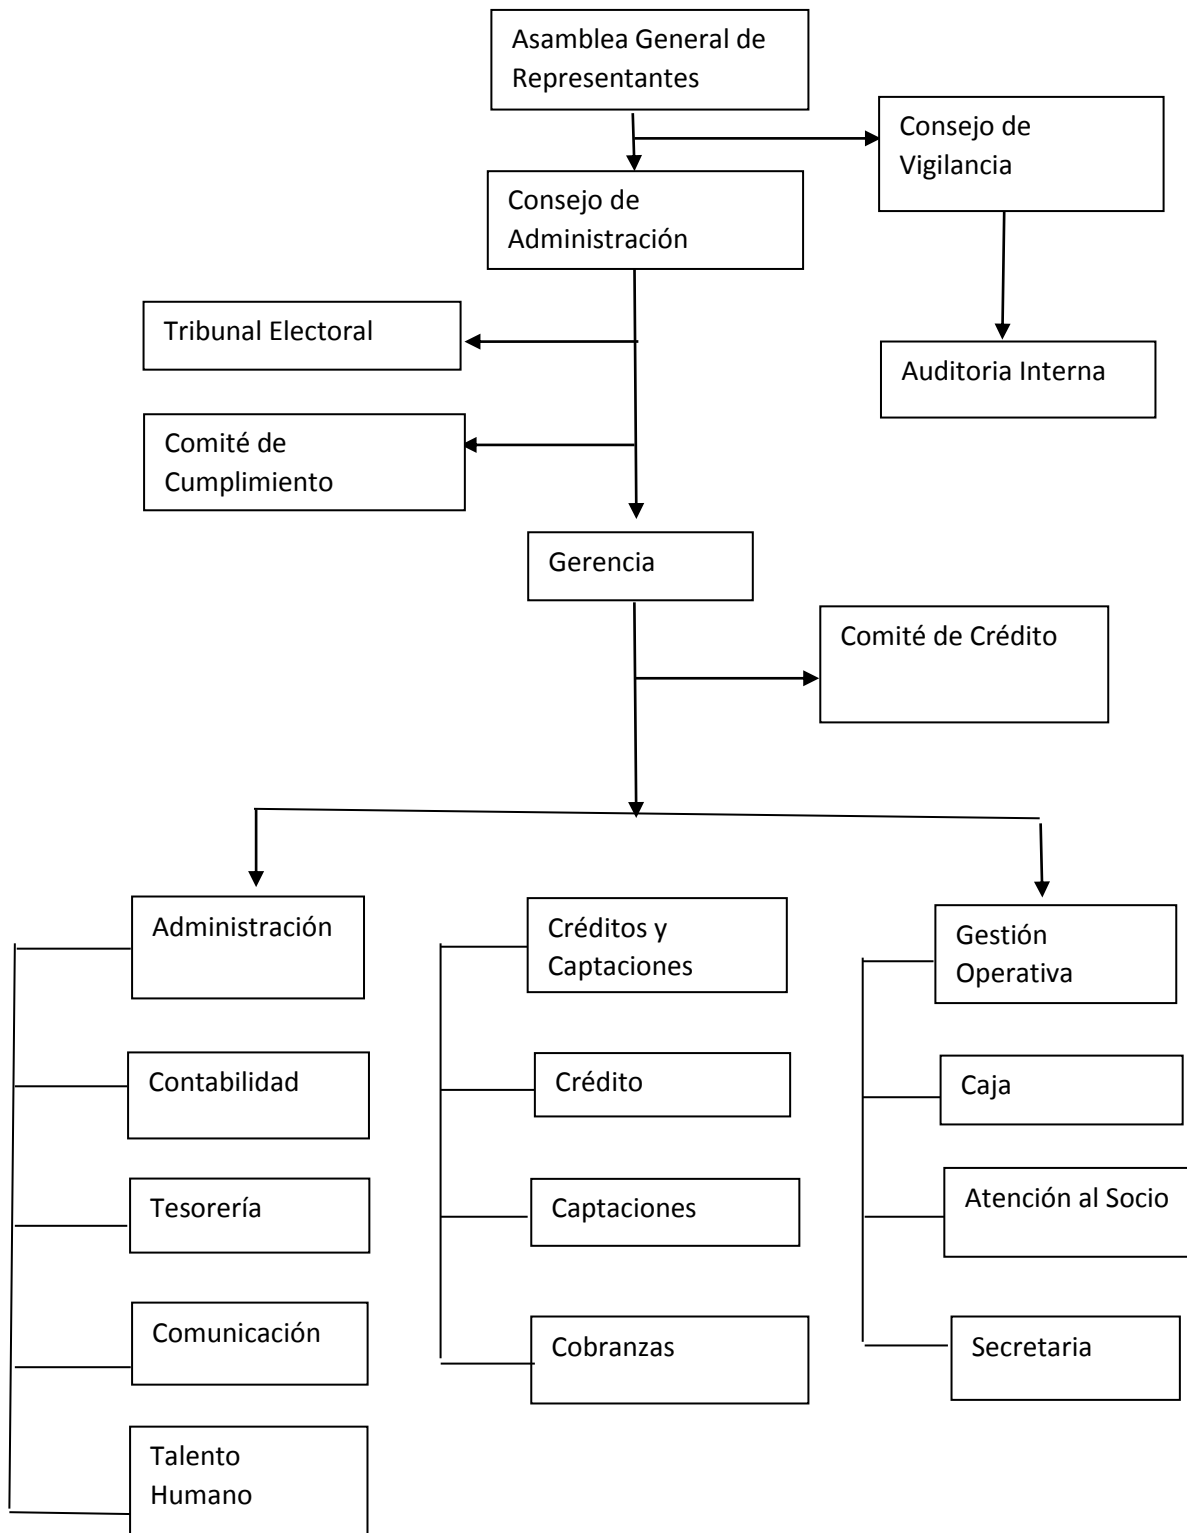 Asamblea General de
Representantes
Consejo de
Vigilancia
Consejo de
Administración
Tribunal Electoral
Auditoria Interna
Comité de
Cumplimiento
Gerencia
Comité de Crédito
Administración
Créditos y
Captaciones
Gestión
Operativa
Contabilidad
Crédito
Caja
Tesorería
Captaciones
Atención al Socio
Comunicación
Cobranzas
Secretaria
Talento
Humano